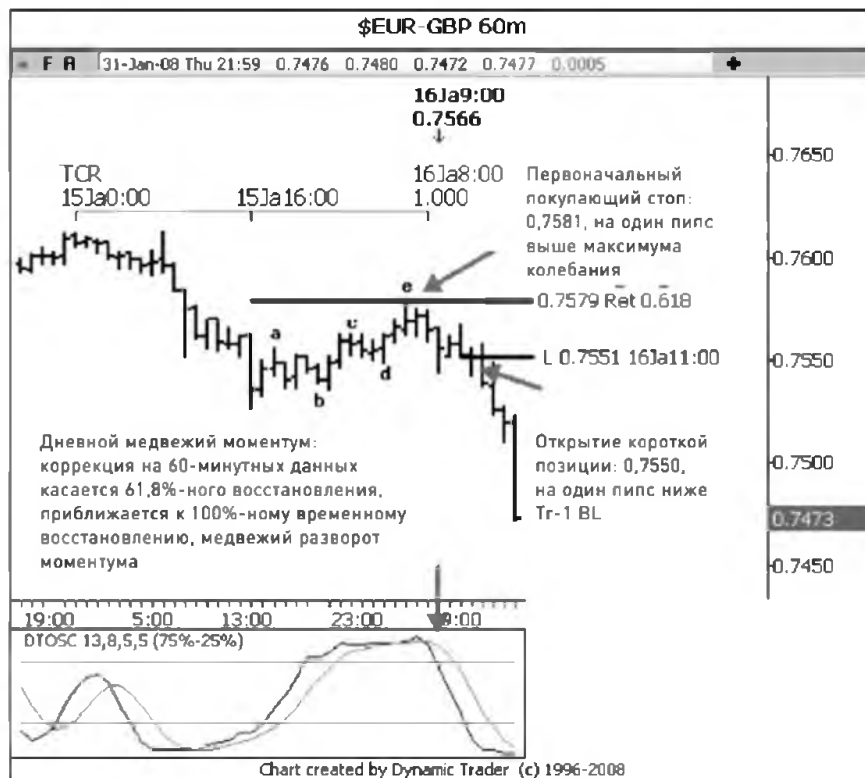 $EUR-GBP 60m
F A 31-Jan-08 Thu 21:59 0.7476 0.7480 0.7472 0.7477 0.0005
16Ja9:00
0.7566
TCR
15Ja0:00 15Ja16:00
16Ja8:00
1.000
Первоначальный
покупающий стоп:
0,7581, на один пипс
выше максимума
колебания
0.7579 Ret 0.618
L 0.7551 16Ja11:00
a
b
c
d
e
Открытие короткой
позиции: 0,7550,
на один пипс ниже
Tr-1 BL
Дневной медвежий моментум:
коррекция на 60-минутных данных
касается 61,8%-ного восстановления,
приближается к 100%-ному временному
восстановлению, медвежий разворот
моментума
0.7650
0.7600
0.7550
0.7500
0.7473
0.7450
19:00 5:00 13:00 23:00 9:00
DTOSC 13,8,5,5 (75%-25%)
Chart created by Dynamic Trader (c) 1996-2008